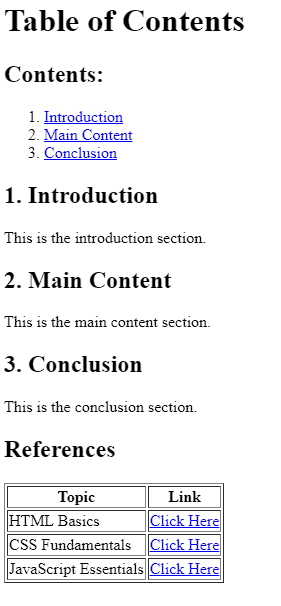 Table of Contents
Contents:
1. Introduction
2. Main Content
3. Conclusion
1. Introduction
This is the introduction section.
2. Main Content
This is the main content section.
3. Conclusion
This is the conclusion section.
References
Topic Link
HTML Basics Click Here
CSS Fundamentals Click Here
JavaScript Essentials Click Here